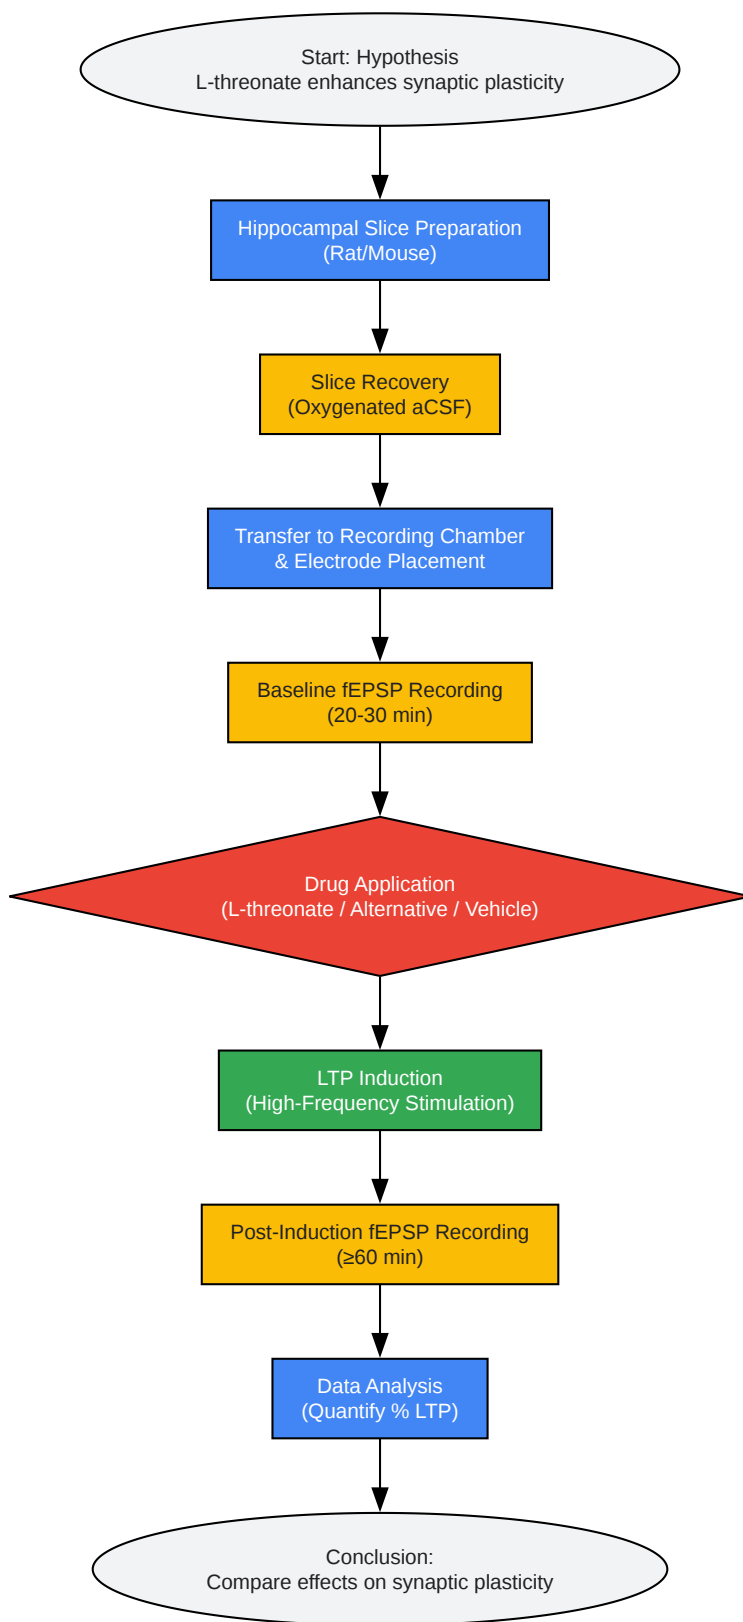 Start: Hypothesis
L-threonate enhances synaptic plasticity
Hippocampal Slice Preparation
(Rat/Mouse)
Slice Recovery
(Oxygenated aCSF)
Transfer to Recording Chamber
& Electrode Placement
Baseline fEPSP Recording
(20-30 min)
Drug Application
(L-threonate / Alternative / Vehicle)
LTP Induction
(High-Frequency Stimulation)
Post-Induction fEPSP Recording
(≥60 min)
Data Analysis
(Quantify % LTP)
Conclusion:
Compare effects on synaptic plasticity